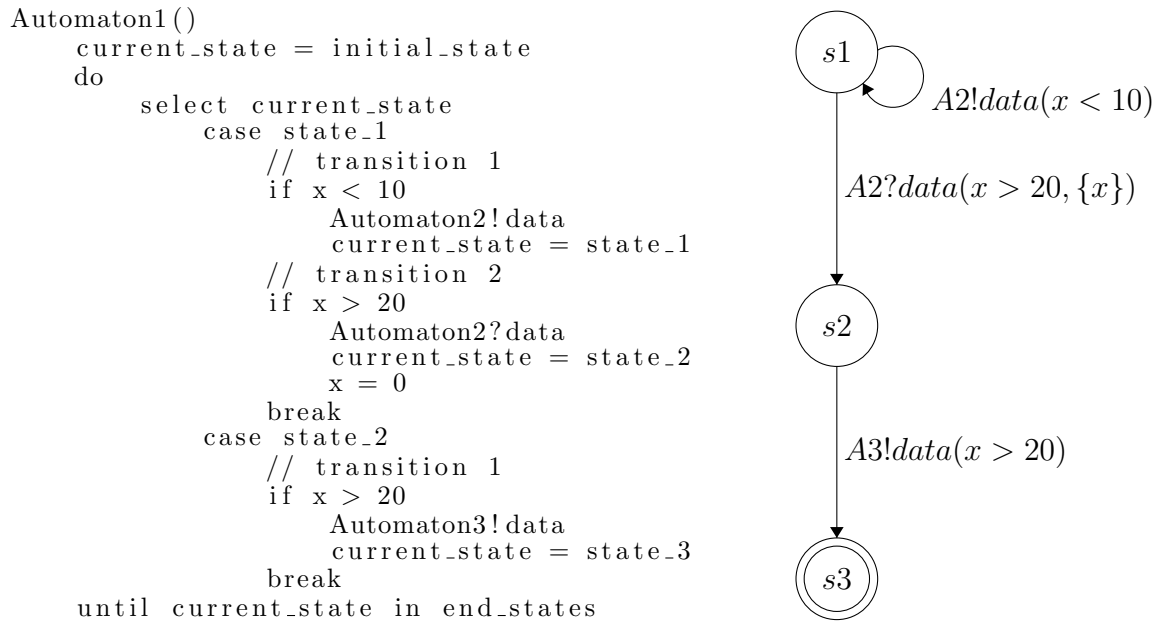 Automaton1()
current_state = initial_state
do
select current_state
case state_1
// transition 1
if x < 10
Automaton2!data
current_state = state_1
// transition 2
if x > 20
Automaton2?data
current_state = state_2
x = 0
break
case state_2
// transition 1
if x > 20
Automaton3!data
current_state = state_3
break
until current_state in end_states
s1
A2!data(x < 10)
A2?data(x > 20, {x})
s2
A3!data(x > 20)
s3